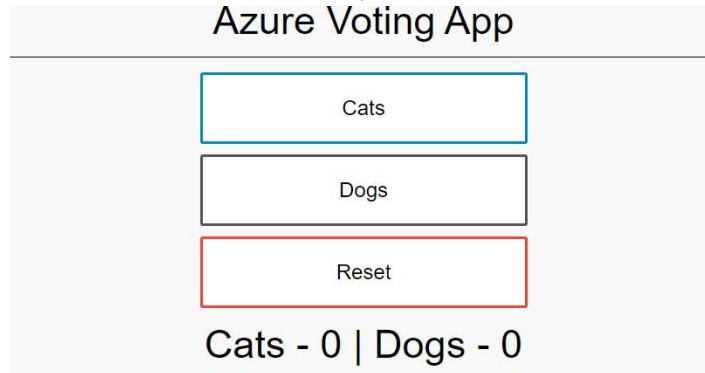 Azure Voting App
Cats
Dogs
Reset
Cats - 0 | Dogs - 0